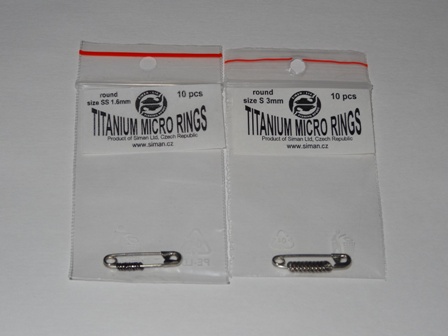 round
size SS 1.6mm
10 pcs
TITANIUM MICRO RINGS
Product of Siman Ltd, Czech Republic
www.siman.cz
round
size S 3mm
10 pcs
TITANIUM MICRO RINGS
Product of Siman Ltd, Czech Republic
www.siman.cz